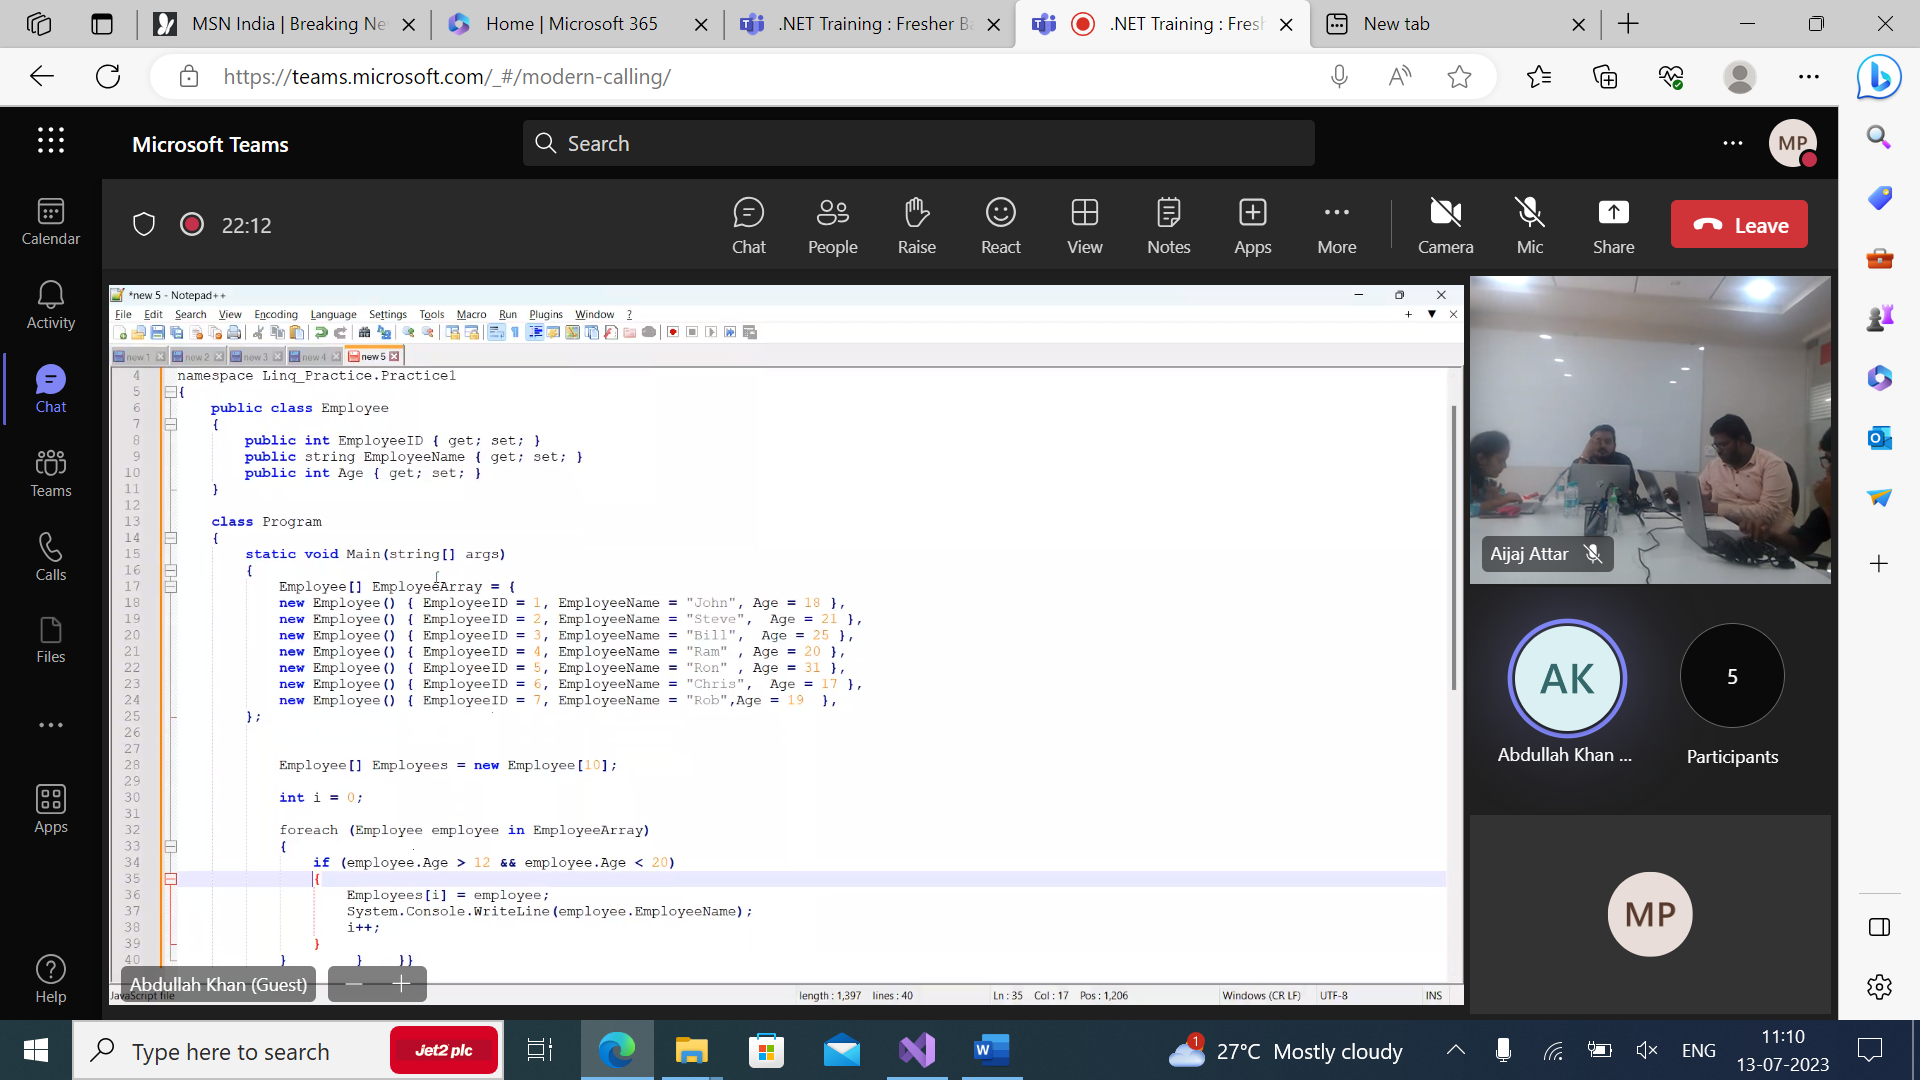 MSN India | Breaking Ne
Home | Microsoft 365
.NET Training : Fresher Ba
.NET Training : Fresh
New tab
https://teams.microsoft.com/_#/modern-calling/
Microsoft Teams
Search
MP
Calendar
Activity
Chat
Teams
Calls
Files
Apps
Help
22:12
Chat
People
Raise
React
View
Notes
Apps
More
Camera
Mic
Share
Leave
*new 5 - Notepad++
File Edit Search View Encoding Language Settings Tools Macro Run Plugins Window ?
new 1 new 2 new 3 new 4 new 5
4 namespace Linq_Practice.Practice1
5 {
6 public class Employee
7 {
8 public int EmployeeID { get; set; }
9 public string EmployeeName { get; set; }
10 public int Age { get; set; }
11 }
12
13 class Program
14 {
15 static void Main(string[] args)
16 {
17 Employee[] EmployeeArray = {
18 new Employee() { EmployeeID = 1, EmployeeName = "John", Age = 18 },
19 new Employee() { EmployeeID = 2, EmployeeName = "Steve", Age = 21 },
20 new Employee() { EmployeeID = 3, EmployeeName = "Bill", Age = 25 },
21 new Employee() { EmployeeID = 4, EmployeeName = "Ram" , Age = 20 },
22 new Employee() { EmployeeID = 5, EmployeeName = "Ron" , Age = 31 },
23 new Employee() { EmployeeID = 6, EmployeeName = "Chris", Age = 17 },
24 new Employee() { EmployeeID = 7, EmployeeName = "Rob",Age = 19 },
25 };
26
27
28 Employee[] Employees = new Employee[10];
29
30 int i = 0;
31
32 foreach (Employee employee in EmployeeArray)
33 {
34 if (employee.Age > 12 && employee.Age < 20)
35 {
36 Employees[i] = employee;
37 System.Console.WriteLine(employee.EmployeeName);
38 i++;
39 }
40 } } }}
Abdullah Khan (Guest)
JavaScript file
length : 1,397 lines : 40
Ln : 35 Col : 17 Pos : 1,206
Windows (CR LF)
UTF-8
INS
Aijaj Attar
AK
Abdullah Khan ...
5
Participants
MP
Type here to search
Jet2 plc
1
27°C Mostly cloudy
ENG
11:10
13-07-2023